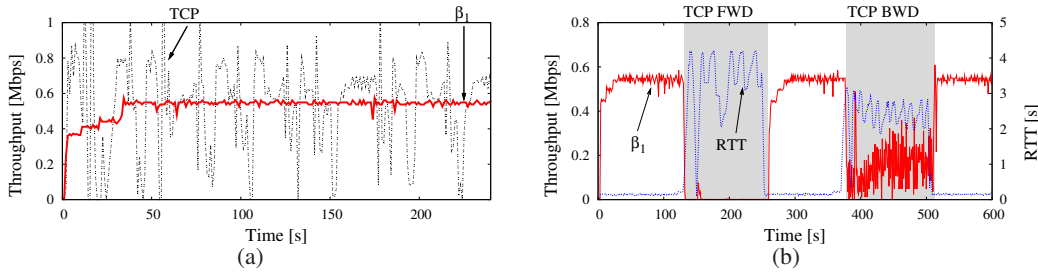 TCP
β1
1
0.8
0.6
0.4
0.2
0
Throughput [Mbps]
0 50 100 150 200
Time [s]
(a)
TCP FWD TCP BWD
0.8
0.6
0.4
0.2
0
Throughput [Mbps]
β1
RTT
5
4
3
2
1
0
RTT [s]
0 100 200 300 400 500 600
Time [s]
(b)